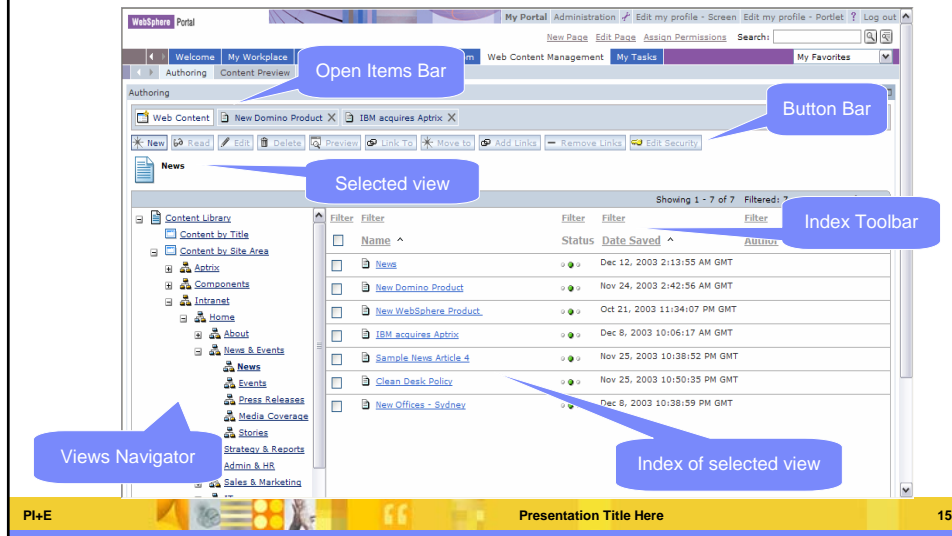 WebSphere Portal
My Portal Administration Edit my profile - Screen Edit my profile - Portlet ? Log out
New Page Edit Page Assign Permissions Search:
Welcome My Workplace m Web Content Management My Tasks My Favorites
Authoring Content Preview
Open Items Bar
Authoring
Button Bar
Web Content New Domino Product X IBM acquires Aptrix X
New Read Edit Delete Preview Link To Move to Add Links Remove Links Edit Security
News
Selected view
Showing 1 - 7 of 7 Filtered: 7
Index Toolbar
Filter Filter Filter Filter Filter
Name ^ Status Date Saved ^ Author
Content Library
Content by Title
Content by Site Area
Aptrix
Components
Intranet
Home
About
News & Events
News
Events
Press Releases
Media Coverage
Stories
Strategy & Reports
Admin & HR
Sales & Marketing
IT
News Dec 12, 2003 2:13:55 AM GMT
New Domino Product Nov 24, 2003 2:42:56 AM GMT
New WebSphere Product Oct 21, 2003 11:34:07 PM GMT
IBM acquires Aptrix Dec 8, 2003 10:06:17 AM GMT
Sample News Article 4 Nov 25, 2003 10:38:52 PM GMT
Clean Desk Policy Nov 25, 2003 10:50:35 PM GMT
New Offices - Sydney Dec 8, 2003 10:38:59 PM GMT
Views Navigator
Index of selected view
PI+E Presentation Title Here 15